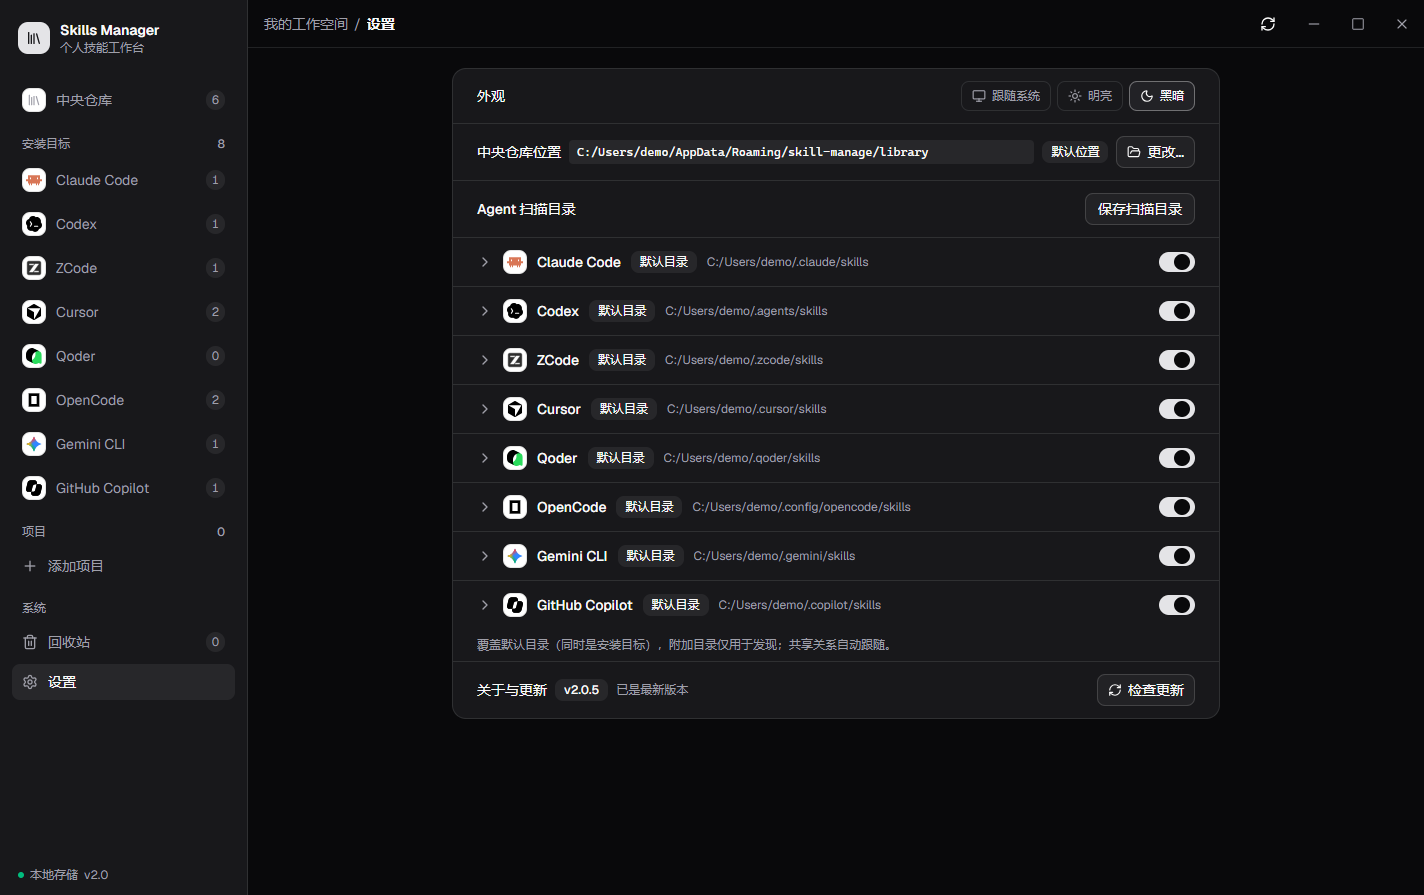 Skills Manager
个人技能工作台
中央仓库 6
安装目标 8
Claude Code 1
Codex 1
ZCode 1
Cursor 2
Qoder 0
OpenCode 2
Gemini CLI 1
GitHub Copilot 1
项目 0
添加项目
系统
回收站 0
设置
本地存储 v2.0
我的工作空间 / 设置
外观 跟随系统 明亮 黑暗
中央仓库位置 C:/Users/demo/AppData/Roaming/skill-manage/library 默认位置 更改...
Agent 扫描目录 保存扫描目录
Claude Code 默认目录 C:/Users/demo/.claude/skills
Codex 默认目录 C:/Users/demo/.agents/skills
ZCode 默认目录 C:/Users/demo/.zcode/skills
Cursor 默认目录 C:/Users/demo/.cursor/skills
Qoder 默认目录 C:/Users/demo/.qoder/skills
OpenCode 默认目录 C:/Users/demo/.config/opencode/skills
Gemini CLI 默认目录 C:/Users/demo/.gemini/skills
GitHub Copilot 默认目录 C:/Users/demo/.copilot/skills
覆盖默认目录（同时是安装目标），附加目录仅用于发现；共享关系自动跟随。
关于与更新 v2.0.5 已是最新版本 检查更新